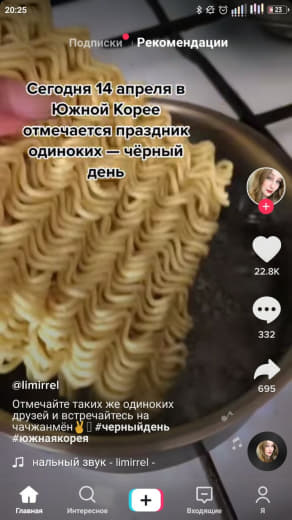 20:25
23
Подписки Рекомендации
Сегодня 14 апреля в
Южной Корее
отмечается праздник
одиноких — чёрный
день
22.8K
332
695
@limirrel
Отмечайте таких же одиноких
друзей и встречайтесь на
чачжанмён✌ #черныйдень
#южнаякорея
нальный звук - limirrel -
Главная
Интересное
Входящие
Я